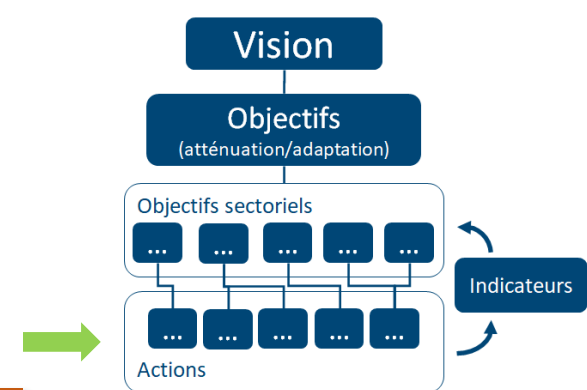 Vision
Objectifs
(atténuation/adaptation)
Objectifs sectoriels
... ... ... ... ...
Indicateurs
... ... ... ... ...
Actions